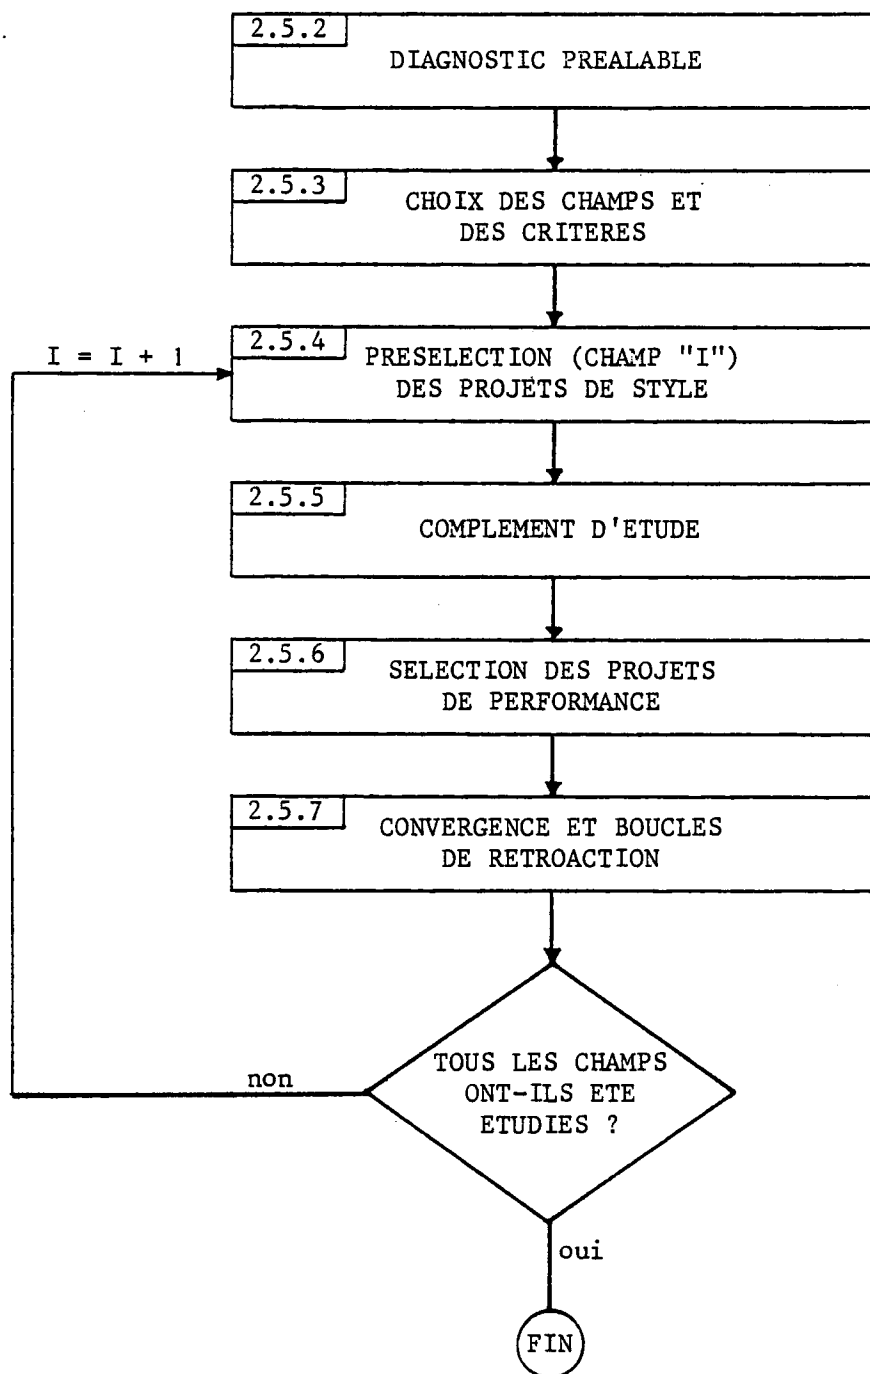 2.5.2
DIAGNOSTIC PREALABLE
2.5.3
CHOIX DES CHAMPS ET
DES CRITERES
I = I + 1
2.5.4
PRESELECTION (CHAMP "I")
DES PROJETS DE STYLE
2.5.5
COMPLEMENT D'ETUDE
2.5.6
SELECTION DES PROJETS
DE PERFORMANCE
2.5.7
CONVERGENCE ET BOUCLES
DE RETROACTION
TOUS LES CHAMPS
ONT-ILS ETE
ETUDIES ?
non
oui
FIN